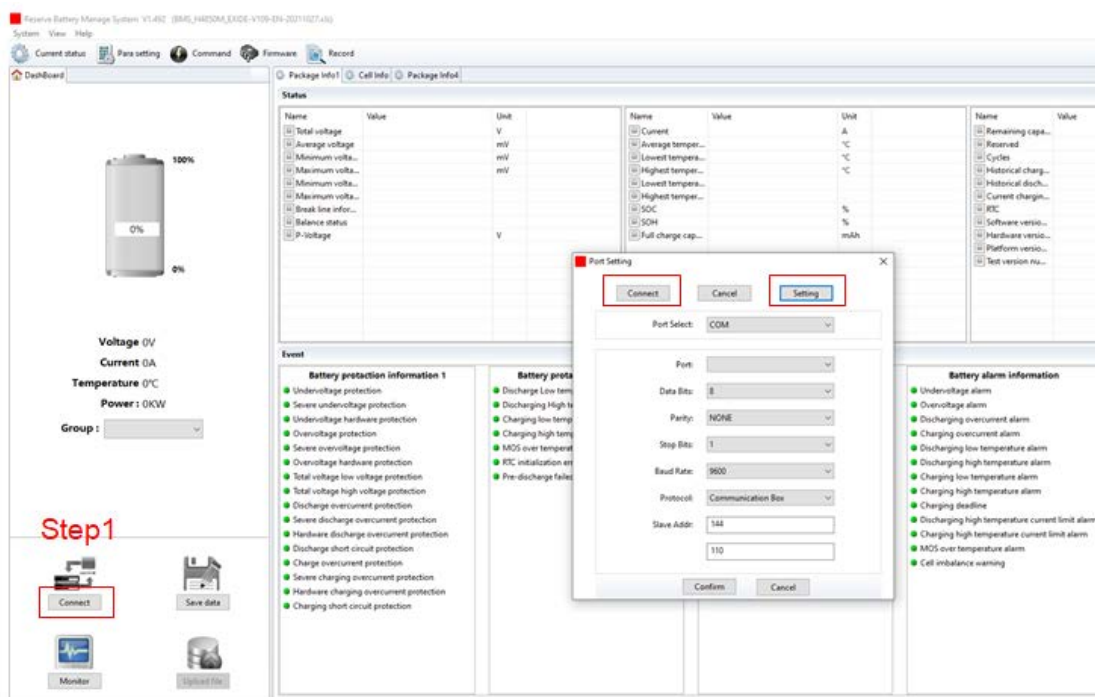 Reserve Battery Manage System V1.492 (BMS_H4850M_EXIDE-V109-EN-20211027.xls)
System View Help
Current status Para setting Command Firmware Record
DashBoard
Package Info1 Cell Info Package Info4
Status
Name Value Unit Name Value Unit Name Value
Total voltage V Current A Remaining capa...
Average voltage mV Average temper... ℃ Reserved
Minimum volta... mV Lowest tempera... ℃ Cycles
Maximum volta... mV Highest temper... ℃ Historical charg...
Minimum volta... Lowest tempera... Historical disch...
Maximum volta... Highest temper... Current chargin...
Break line infor... SOC % RTC
Balance status SOH % Software versio...
P-Voltage V Full charge cap... mAh Hardware versio...
Platform versio...
Test version nu...
100%
0%
0%
Voltage 0V
Current 0A
Temperature 0℃
Power : 0KW
Group :
Step1
Connect
Save data
Monitor
Upload file
Port Setting
Connect Cancel Setting
Port Select: COM
Port:
Data Bits: 8
Parity: NONE
Stop Bits: 1
Baud Rate: 9600
Protocol: Communication Box
Slave Addr: 144
110
Confirm Cancel
Event
Battery protaction information 1
Undervoltage protection
Severe undervoltage protection
Undervoltage hardware protection
Overvoltage protection
Severe overvoltage protection
Overvoltage hardware protection
Total voltage low voltage protection
Total voltage high voltage protection
Discharge overcurrent protection
Severe discharge overcurrent protection
Hardware discharge overcurrent protection
Discharge short circuit protection
Charge overcurrent protection
Severe charging overcurrent protection
Hardware charging overcurrent protection
Charging short circuit protection
Battery prota
Discharge Low tem
Discharging High te
Charging low temp
Charging high temp
MOS over temperat
RTC initialization err
Pre-discharge failed
Battery alarm information
Undervoltage alarm
Overvoltage alarm
Discharging overcurrent alarm
Charging overcurrent alarm
Discharging low temperature alarm
Discharging high temperature alarm
Charging low temperature alarm
Charging high temperature alarm
Charging deadline
Discharging high temperature current limit alarm
Charging high temperature current limit alarm
MOS over temperature alarm
Cell imbalance warning